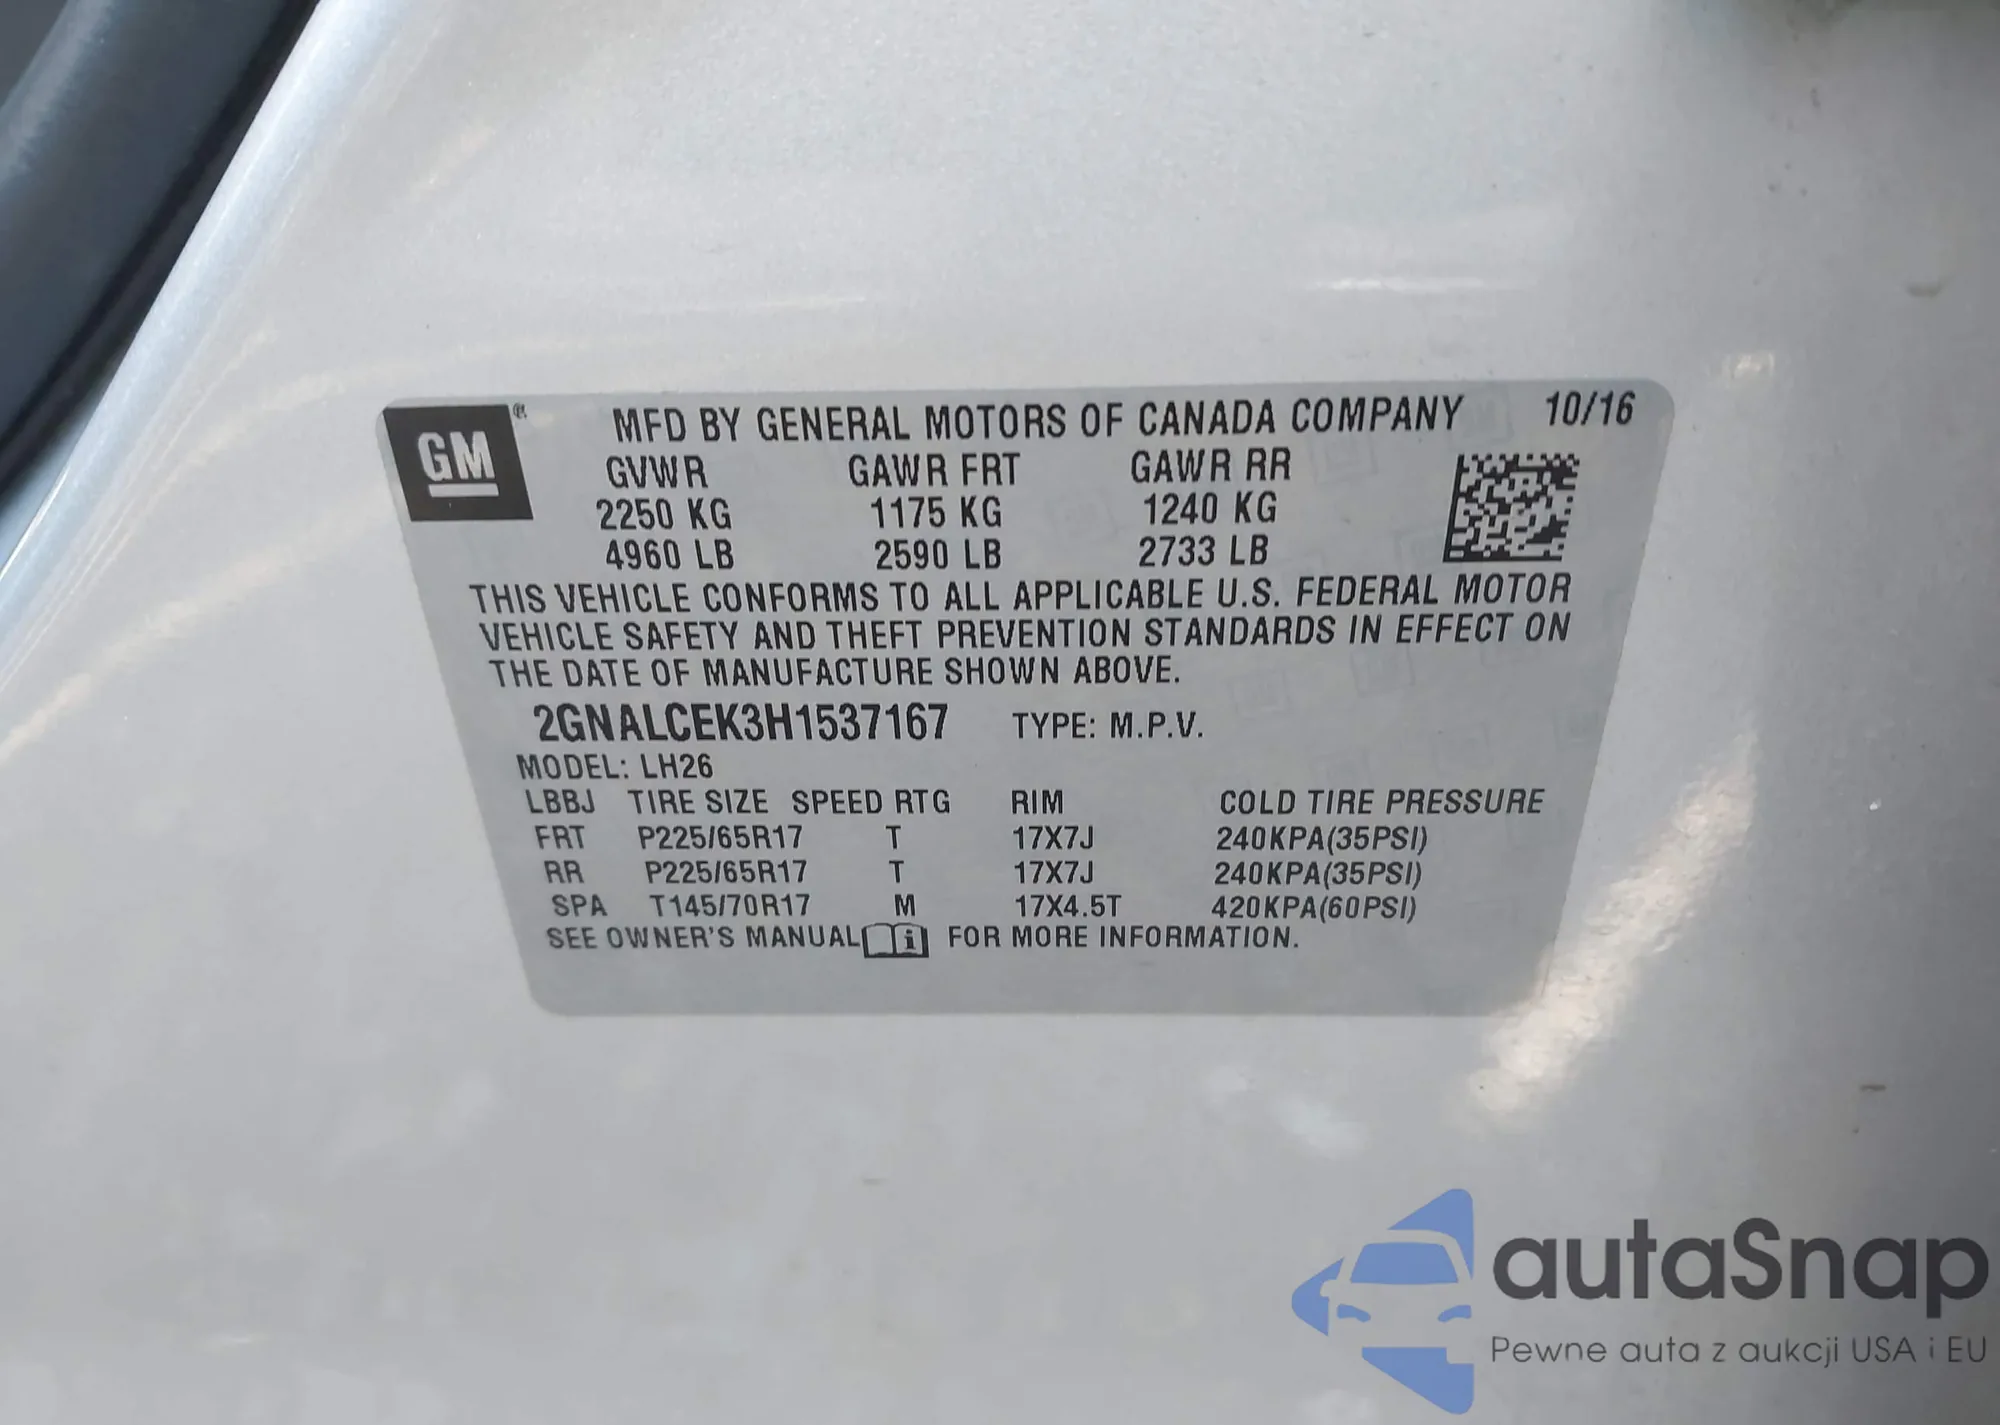 GM ® MFD BY GENERAL MOTORS OF CANADA COMPANY 10/16
GVWR GAWR FRT GAWR RR
2250 KG 1175 KG 1240 KG
4960 LB 2590 LB 2733 LB
THIS VEHICLE CONFORMS TO ALL APPLICABLE U.S. FEDERAL MOTOR
VEHICLE SAFETY AND THEFT PREVENTION STANDARDS IN EFFECT ON
THE DATE OF MANUFACTURE SHOWN ABOVE.
2GNALCEK3H1537167 TYPE: M.P.V.
MODEL: LH26
LBBJ TIRE SIZE SPEED RTG RIM COLD TIRE PRESSURE
FRT P225/65R17 T 17X7J 240KPA(35PSI)
RR P225/65R17 T 17X7J 240KPA(35PSI)
SPA T145/70R17 M 17X4.5T 420KPA(60PSI)
SEE OWNER'S MANUAL i FOR MORE INFORMATION.
autaSnap
Pewne auta z aukcji USA i EU